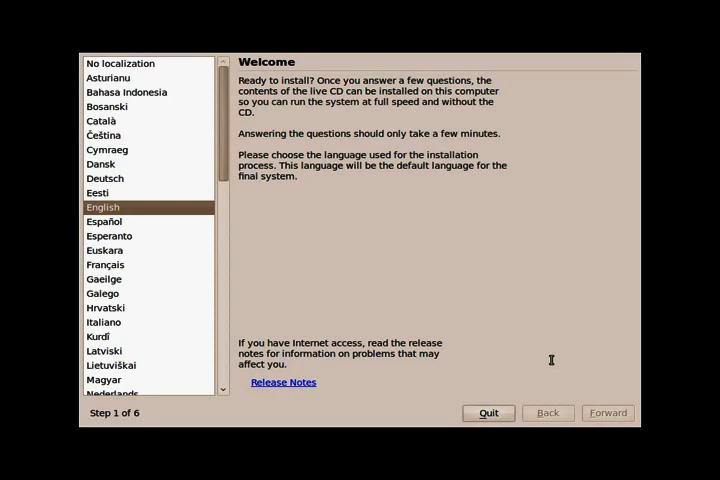 No localization
Asturianu
Bahasa Indonesia
Bosanski
Català
Čeština
Cymraeg
Dansk
Deutsch
Eesti
English
Español
Esperanto
Euskara
Français
Gaeilge
Galego
Hrvatski
Italiano
Kurdî
Latviski
Lietuviškai
Magyar
Nederlands
Welcome
Ready to install? Once you answer a few questions, the
contents of the live CD can be installed on this computer
so you can run the system at full speed and without the
CD.
Answering the questions should only take a few minutes.
Please choose the language used for the installation
process. This language will be the default language for the
final system.
If you have Internet access, read the release
notes for information on problems that may
affect you.
Release Notes
Step 1 of 6
Quit
Back
Forward